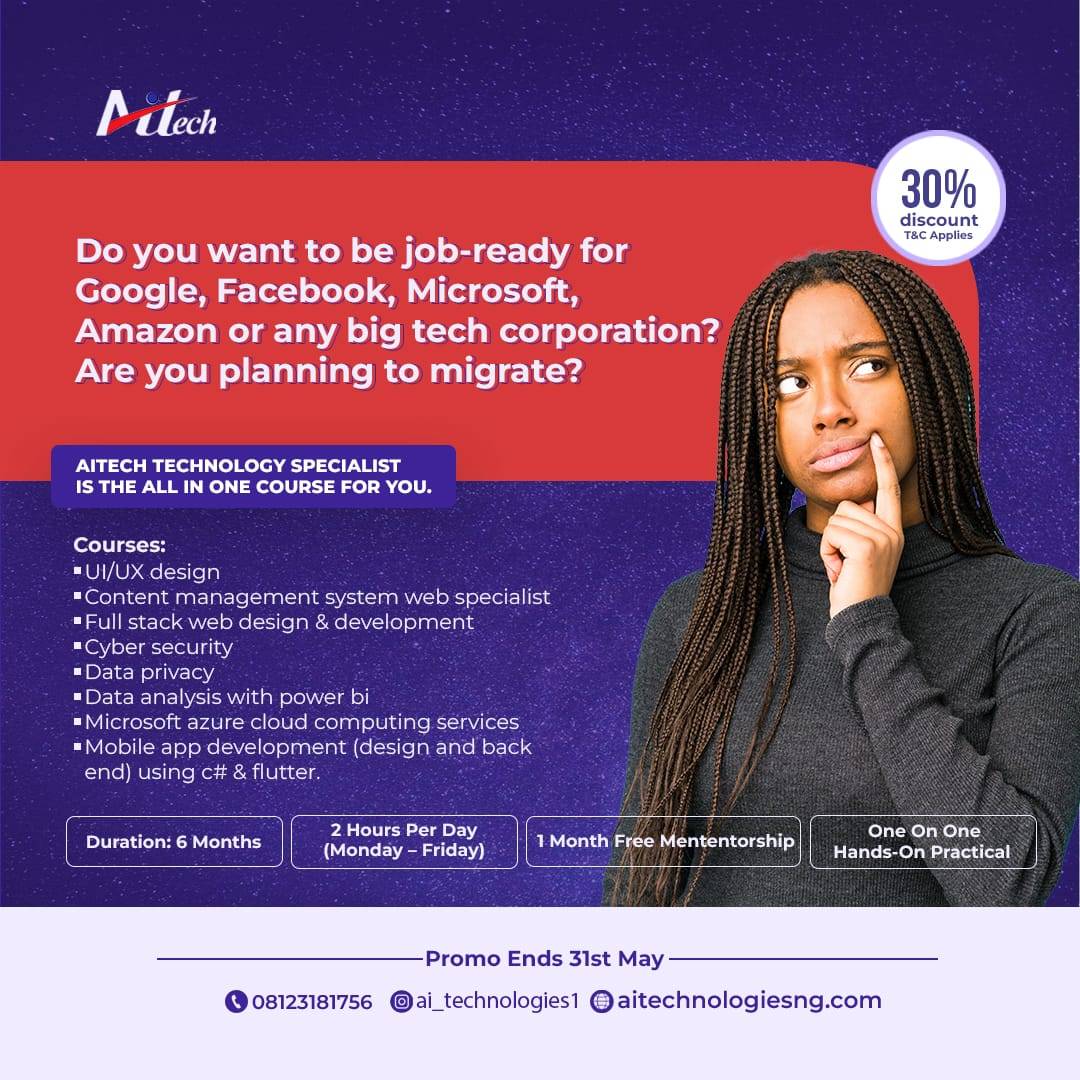 Aitech
30%
discount
T&C Applies
Do you want to be job-ready for
Google, Facebook, Microsoft,
Amazon or any big tech corporation?
Are you planning to migrate?
AITECH TECHNOLOGY SPECIALIST
IS THE ALL IN ONE COURSE FOR YOU.
Courses:
▪UI/UX design
▪Content management system web specialist
▪Full stack web design & development
▪Cyber security
▪Data privacy
▪Data analysis with power bi
▪Microsoft azure cloud computing services
▪Mobile app development (design and back
end) using c# & flutter.
Duration: 6 Months
2 Hours Per Day
(Monday – Friday)
1 Month Free Mententorship
One On One
Hands-On Practical
Promo Ends 31st May
08123181756 ai_technologies1 aitechnologiesng.com